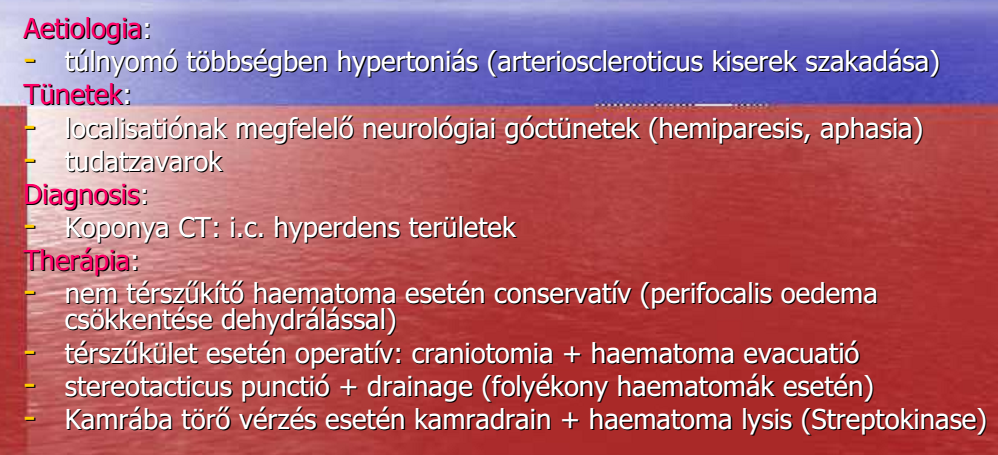 Aetiologia:
- túlnyomó többségben hypertoniás (arterioscleroticus kiserek szakadása)
Tünetek:
- localisatiónak megfelelő neurológiai góctünetek (hemiparesis, aphasia)
- tudatzavarok
Diagnosis:
- Koponya CT: i.c. hyperdens területek
Therápia:
- nem térszűkítő haematoma esetén conservatív (perifocalis oedema
csökkentése dehydrálással)
- térszűkület esetén operatív: craniotomia + haematoma evacuatió
- stereotacticus punctió + drainage (folyékony haematomák esetén)
- Kamrába törő vérzés esetén kamradrain + haematoma lysis (Streptokinase)